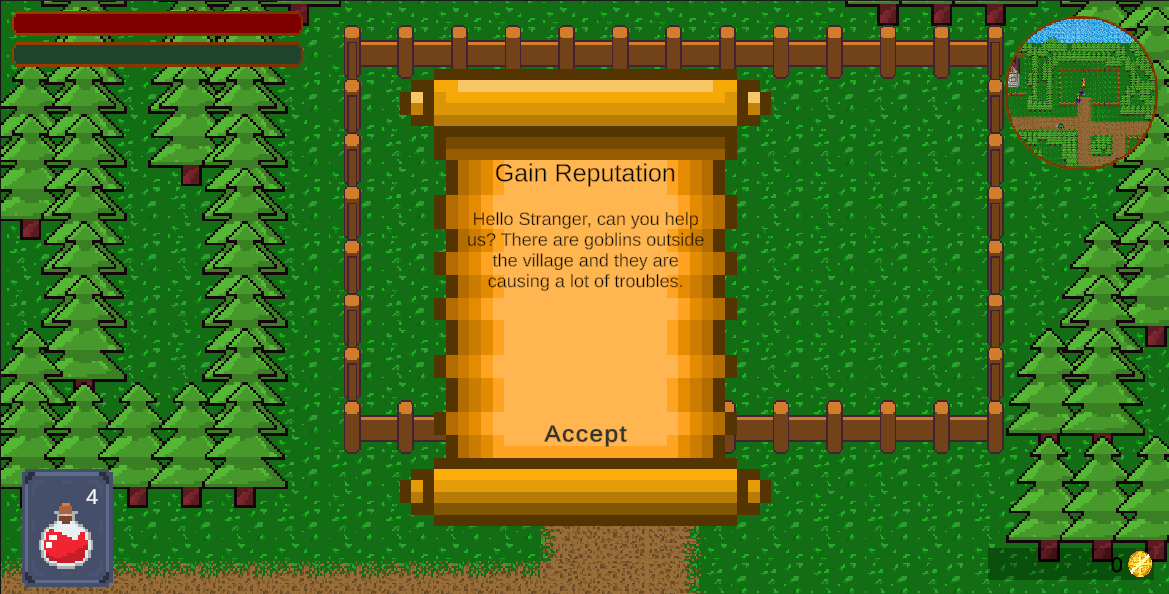 Gain Reputation
Hello Stranger, can you help
us? There are goblins outside
the village and they are
causing a lot of troubles.
Accept
4
0